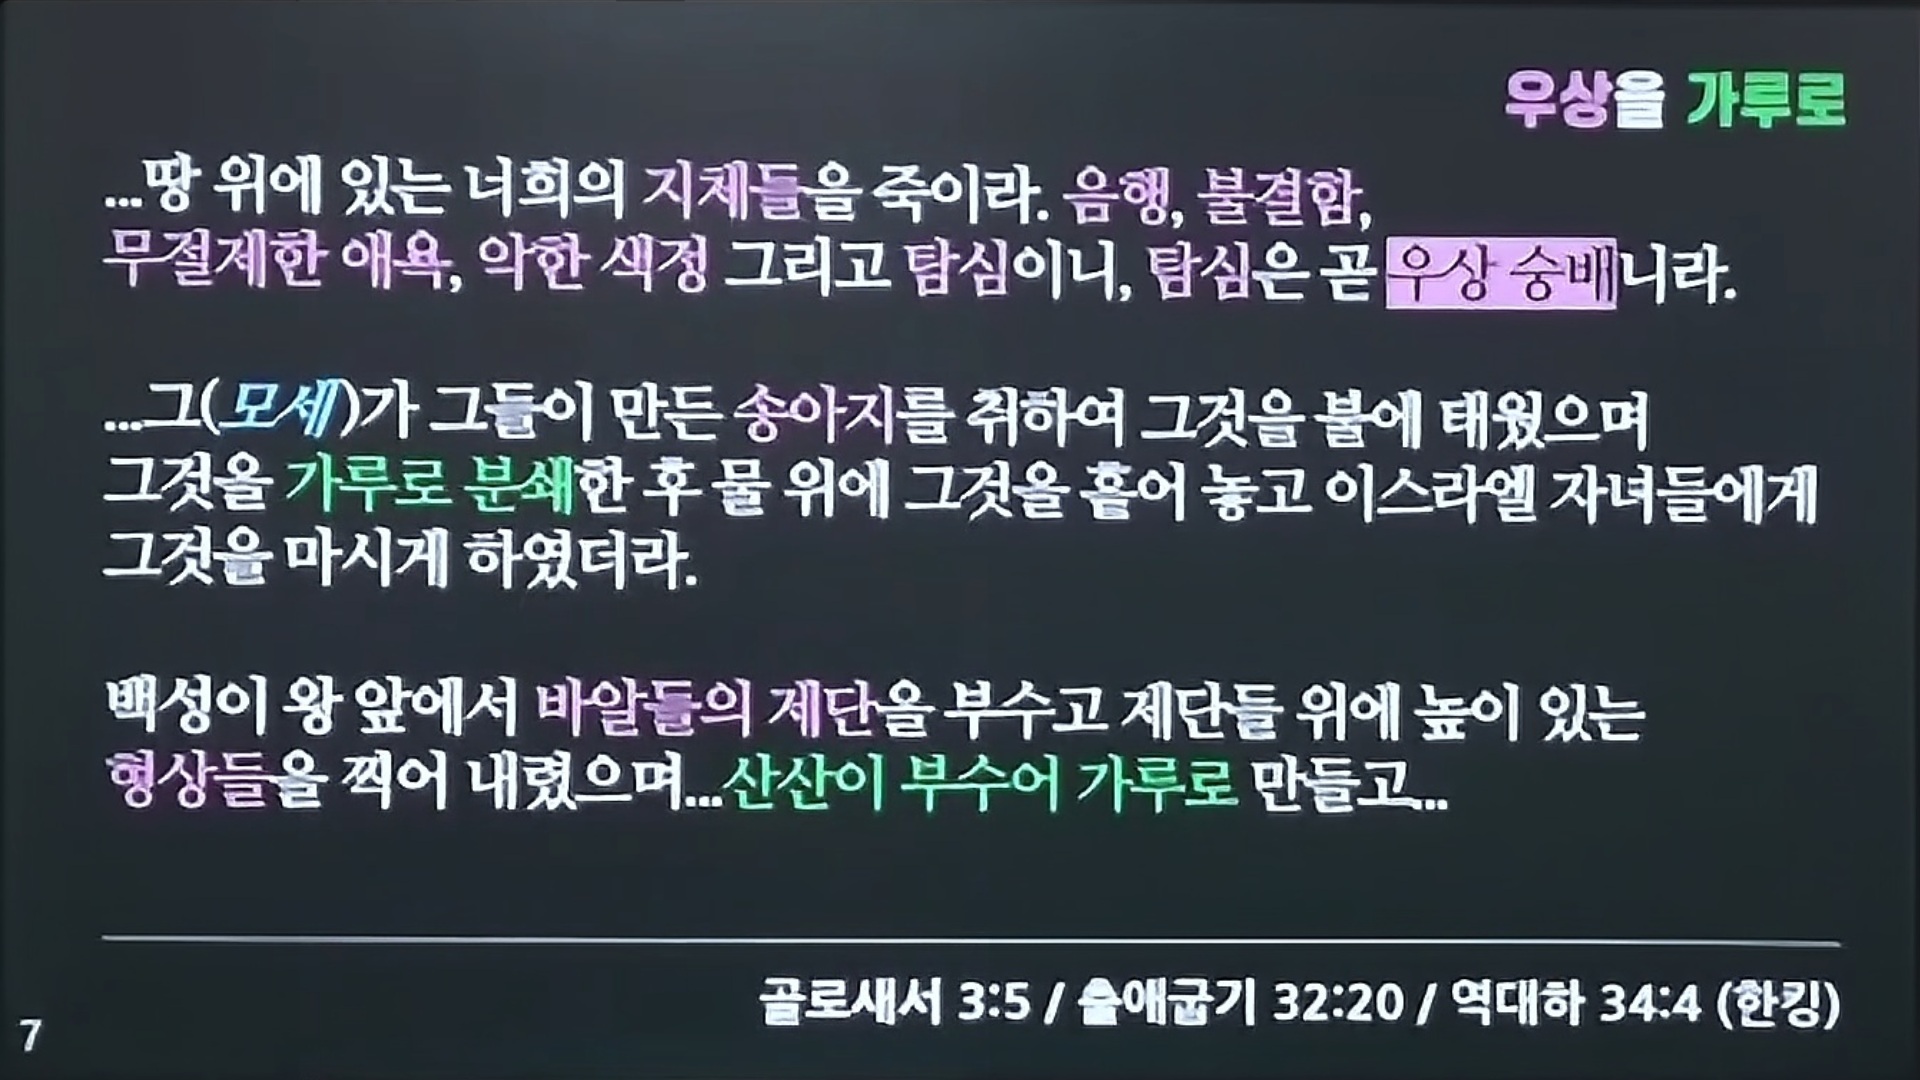 우상을 가루로
...땅 위에 있는 너희의 지체들을 죽이라. 음행, 불결함,
무절제한 애욕, 악한 색정 그리고 탐심이니, 탐심은 곧 우상 숭배니라.
...그(모세)가 그들이 만든 송아지를 취하여 그것을 불에 태웠으며
그것을 가루로 분쇄한 후 물 위에 그것을 흩어 놓고 이스라엘 자녀들에게
그것을 마시게 하였더라.
백성이 왕 앞에서 바알들의 제단을 부수고 제단들 위에 높이 있는
형상들을 찍어 내렸으며...산산이 부수어 가루로 만들고...
골로새서 3:5 / 출애굽기 32:20 / 역대하 34:4 (한킹)
7